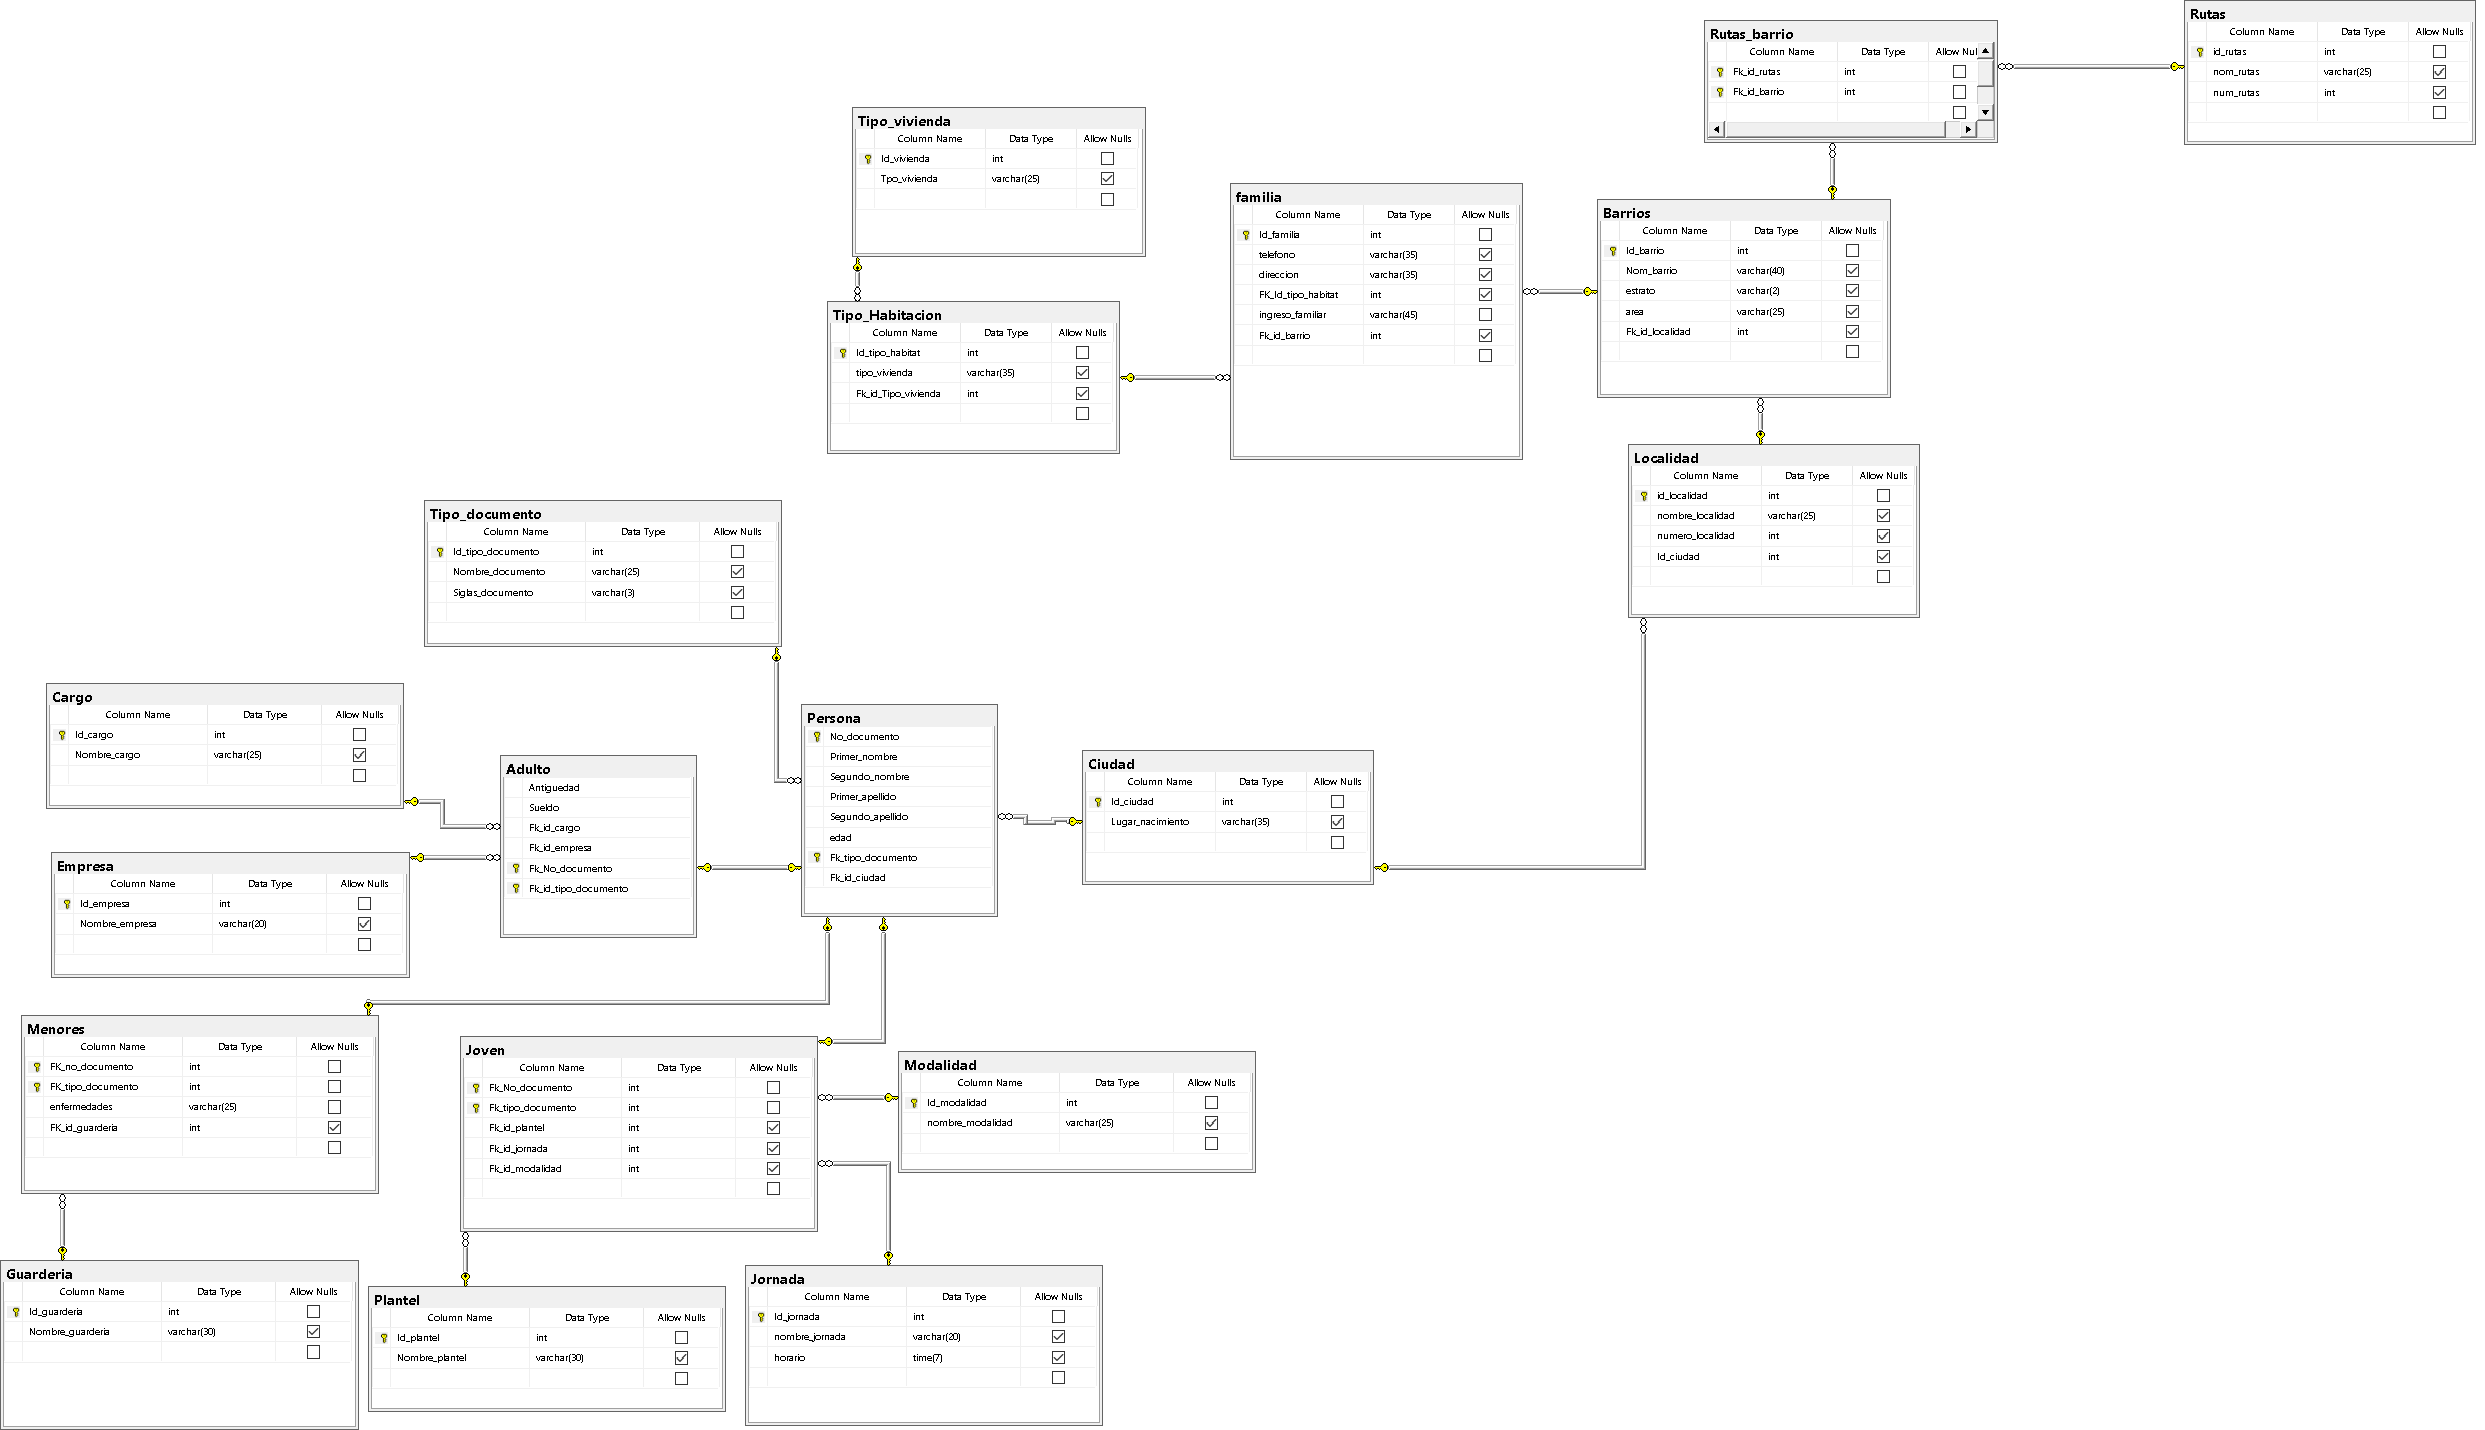 Rutas
Column Name Data Type Allow Nulls
id_rutas int
nom_rutas varchar(25)
num_rutas int
Rutas_barrio
Column Name Data Type Allow Nul
Fk_id_rutas int
Fk_id_barrio int
Tipo_vivienda
Column Name Data Type Allow Nulls
Id_vivienda int
Tpo_vivienda varchar(25)
familia
Column Name Data Type Allow Nulls
Id_familia int
telefono varchar(35)
direccion varchar(35)
FK_Id_tipo_habitat int
ingreso_familiar varchar(45)
Fk_id_barrio int
Barrios
Column Name Data Type Allow Nulls
Id_barrio int
Nom_barrio varchar(40)
estrato varchar(2)
area varchar(25)
Fk_id_localidad int
Tipo_Habitacion
Column Name Data Type Allow Nulls
Id_tipo_habitat int
tipo_vivienda varchar(35)
Fk_id_Tipo_vivienda int
Localidad
Column Name Data Type Allow Nulls
id_localidad int
nombre_localidad varchar(25)
numero_localidad int
Id_ciudad int
Tipo_documento
Column Name Data Type Allow Nulls
Id_tipo_documento int
Nombre_documento varchar(25)
Siglas_documento varchar(3)
Cargo
Column Name Data Type Allow Nulls
Id_cargo int
Nombre_cargo varchar(25)
Persona
No_documento
Primer_nombre
Segundo_nombre
Primer_apellido
Segundo_apellido
edad
Fk_tipo_documento
Fk_id_ciudad
Adulto
Antiguedad
Sueldo
Fk_id_cargo
Fk_id_empresa
Fk_No_documento
Fk_id_tipo_documento
Ciudad
Column Name Data Type Allow Nulls
Id_ciudad int
Lugar_nacimiento varchar(35)
Empresa
Column Name Data Type Allow Nulls
Id_empresa int
Nombre_empresa varchar(20)
Menores
Column Name Data Type Allow Nulls
FK_no_documento int
FK_tipo_documento int
enfermedades varchar(25)
FK_id_guarderia int
Joven
Column Name Data Type Allow Nulls
Fk_No_documento int
Fk_tipo_documento int
Fk_id_plantel int
Fk_id_jornada int
Fk_id_modalidad int
Modalidad
Column Name Data Type Allow Nulls
Id_modalidad int
nombre_modalidad varchar(25)
Guarderia
Column Name Data Type Allow Nulls
Id_guarderia int
Nombre_guarderia varchar(30)
Plantel
Column Name Data Type Allow Nulls
Id_plantel int
Nombre_plantel varchar(30)
Jornada
Column Name Data Type Allow Nulls
Id_jornada int
nombre_jornada varchar(20)
horario time(7)